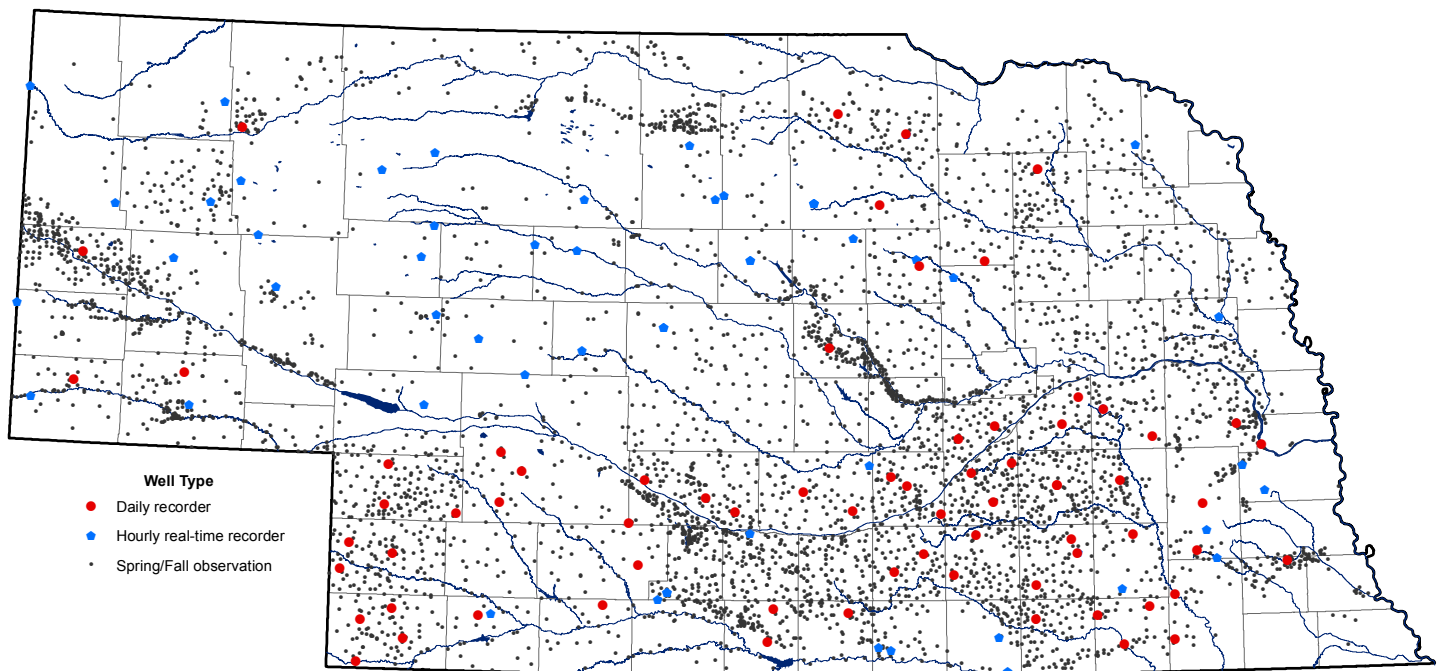 Well Type
Daily recorder
Hourly real-time recorder
Spring/Fall observation